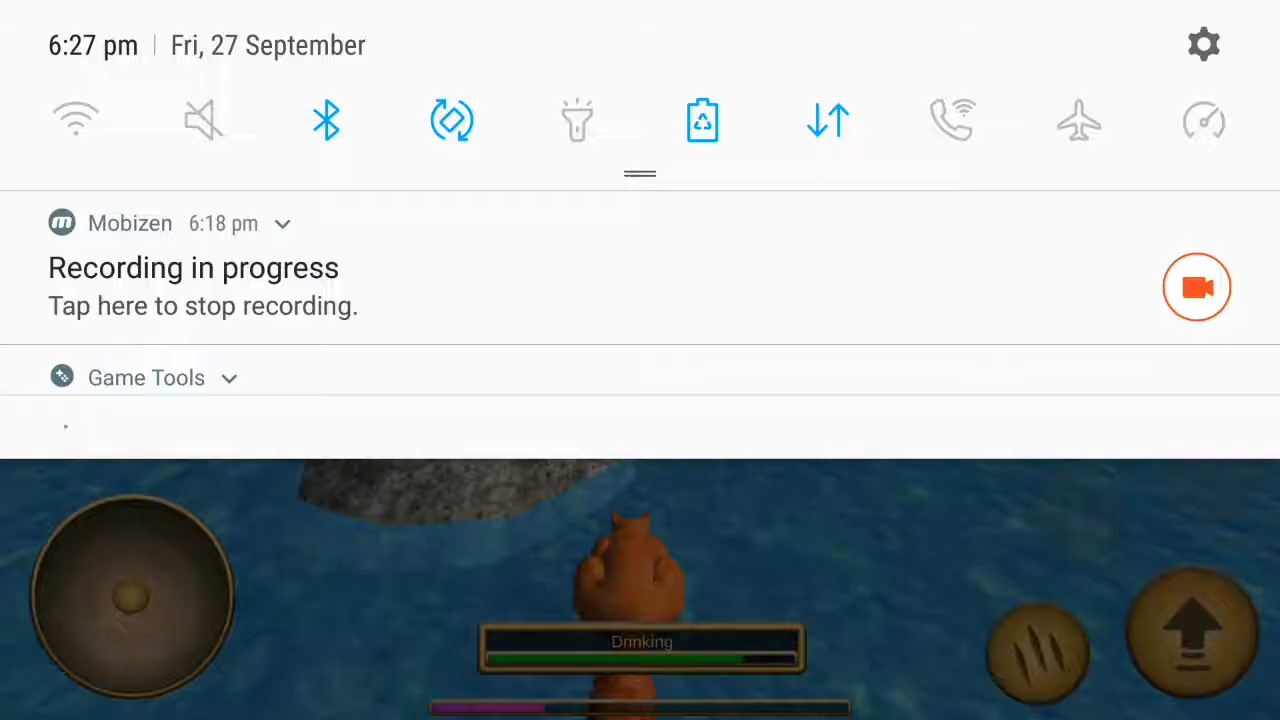 6:27 pm | Fri, 27 September
Mobizen 6:18 pm
Recording in progress
Tap here to stop recording.
Game Tools
Drinking